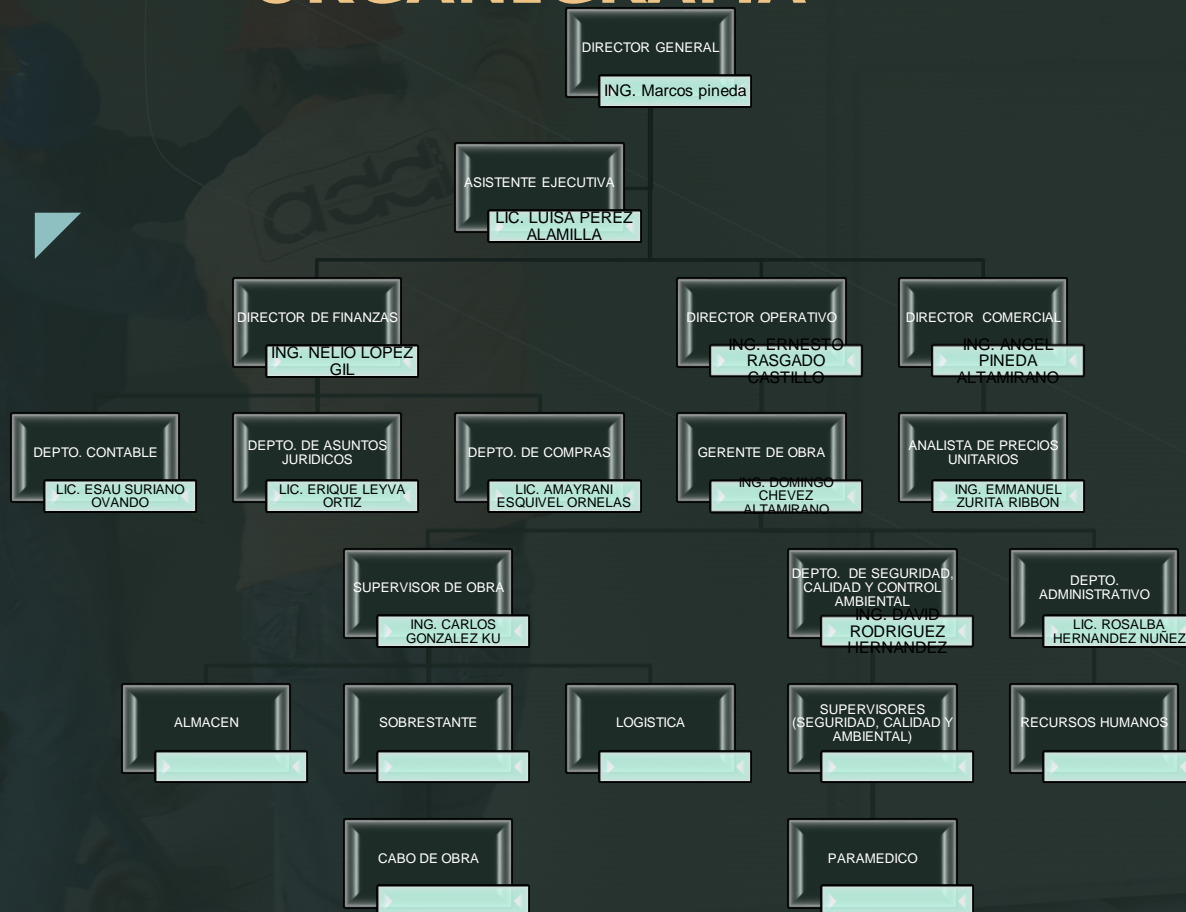 DIRECTOR GENERAL
ING. Marcos pineda
ASISTENTE EJECUTIVA
LIC. LUISA PEREZ
ALAMILLA
DIRECTOR DE FINANZAS
ING. NELIO LOPEZ
GIL
DIRECTOR OPERATIVO
ING. ERNESTO
RASGADO
CASTILLO
DIRECTOR COMERCIAL
ING. ANGEL
PINEDA
ALTAMIRANO
DEPTO. CONTABLE
LIC. ESAU SURIANO
OVANDO
DEPTO. DE ASUNTOS
JURIDICOS
LIC. ERIQUE LEYVA
ORTIZ
DEPTO. DE COMPRAS
LIC. AMAYRANI
ESQUIVEL ORNELAS
GERENTE DE OBRA
ING. DOMINGO
CHEVEZ
ALTAMIRANO
ANALISTA DE PRECIOS
UNITARIOS
ING. EMMANUEL
ZURITA RIBBON
SUPERVISOR DE OBRA
ING. CARLOS
GONZALEZ KU
DEPTO. DE SEGURIDAD,
CALIDAD Y CONTROL
AMBIENTAL
ING. DAVID
RODRIGUEZ
HERNANDEZ
DEPTO.
ADMINISTRATIVO
LIC. ROSALBA
HERNANDEZ NUÑEZ
ALMACEN
SOBRESTANTE
LOGISTICA
SUPERVISORES
(SEGURIDAD, CALIDAD Y
AMBIENTAL)
RECURSOS HUMANOS
CABO DE OBRA
PARAMEDICO